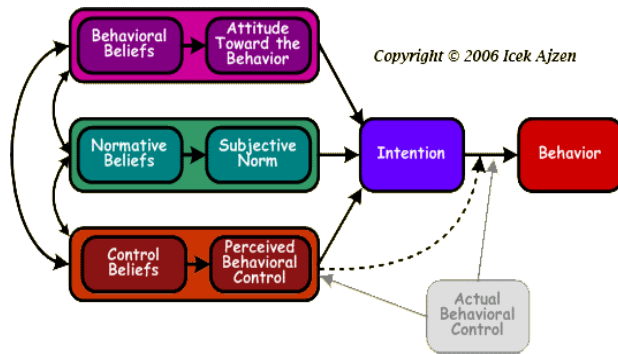 Behavioral
Beliefs
Attitude
Toward the
Behavior
Copyright © 2006 Icek Ajzen
Normative
Beliefs
Subjective
Norm
Intention
Behavior
Control
Beliefs
Perceived
Behavioral
Control
Actual
Behavioral
Control